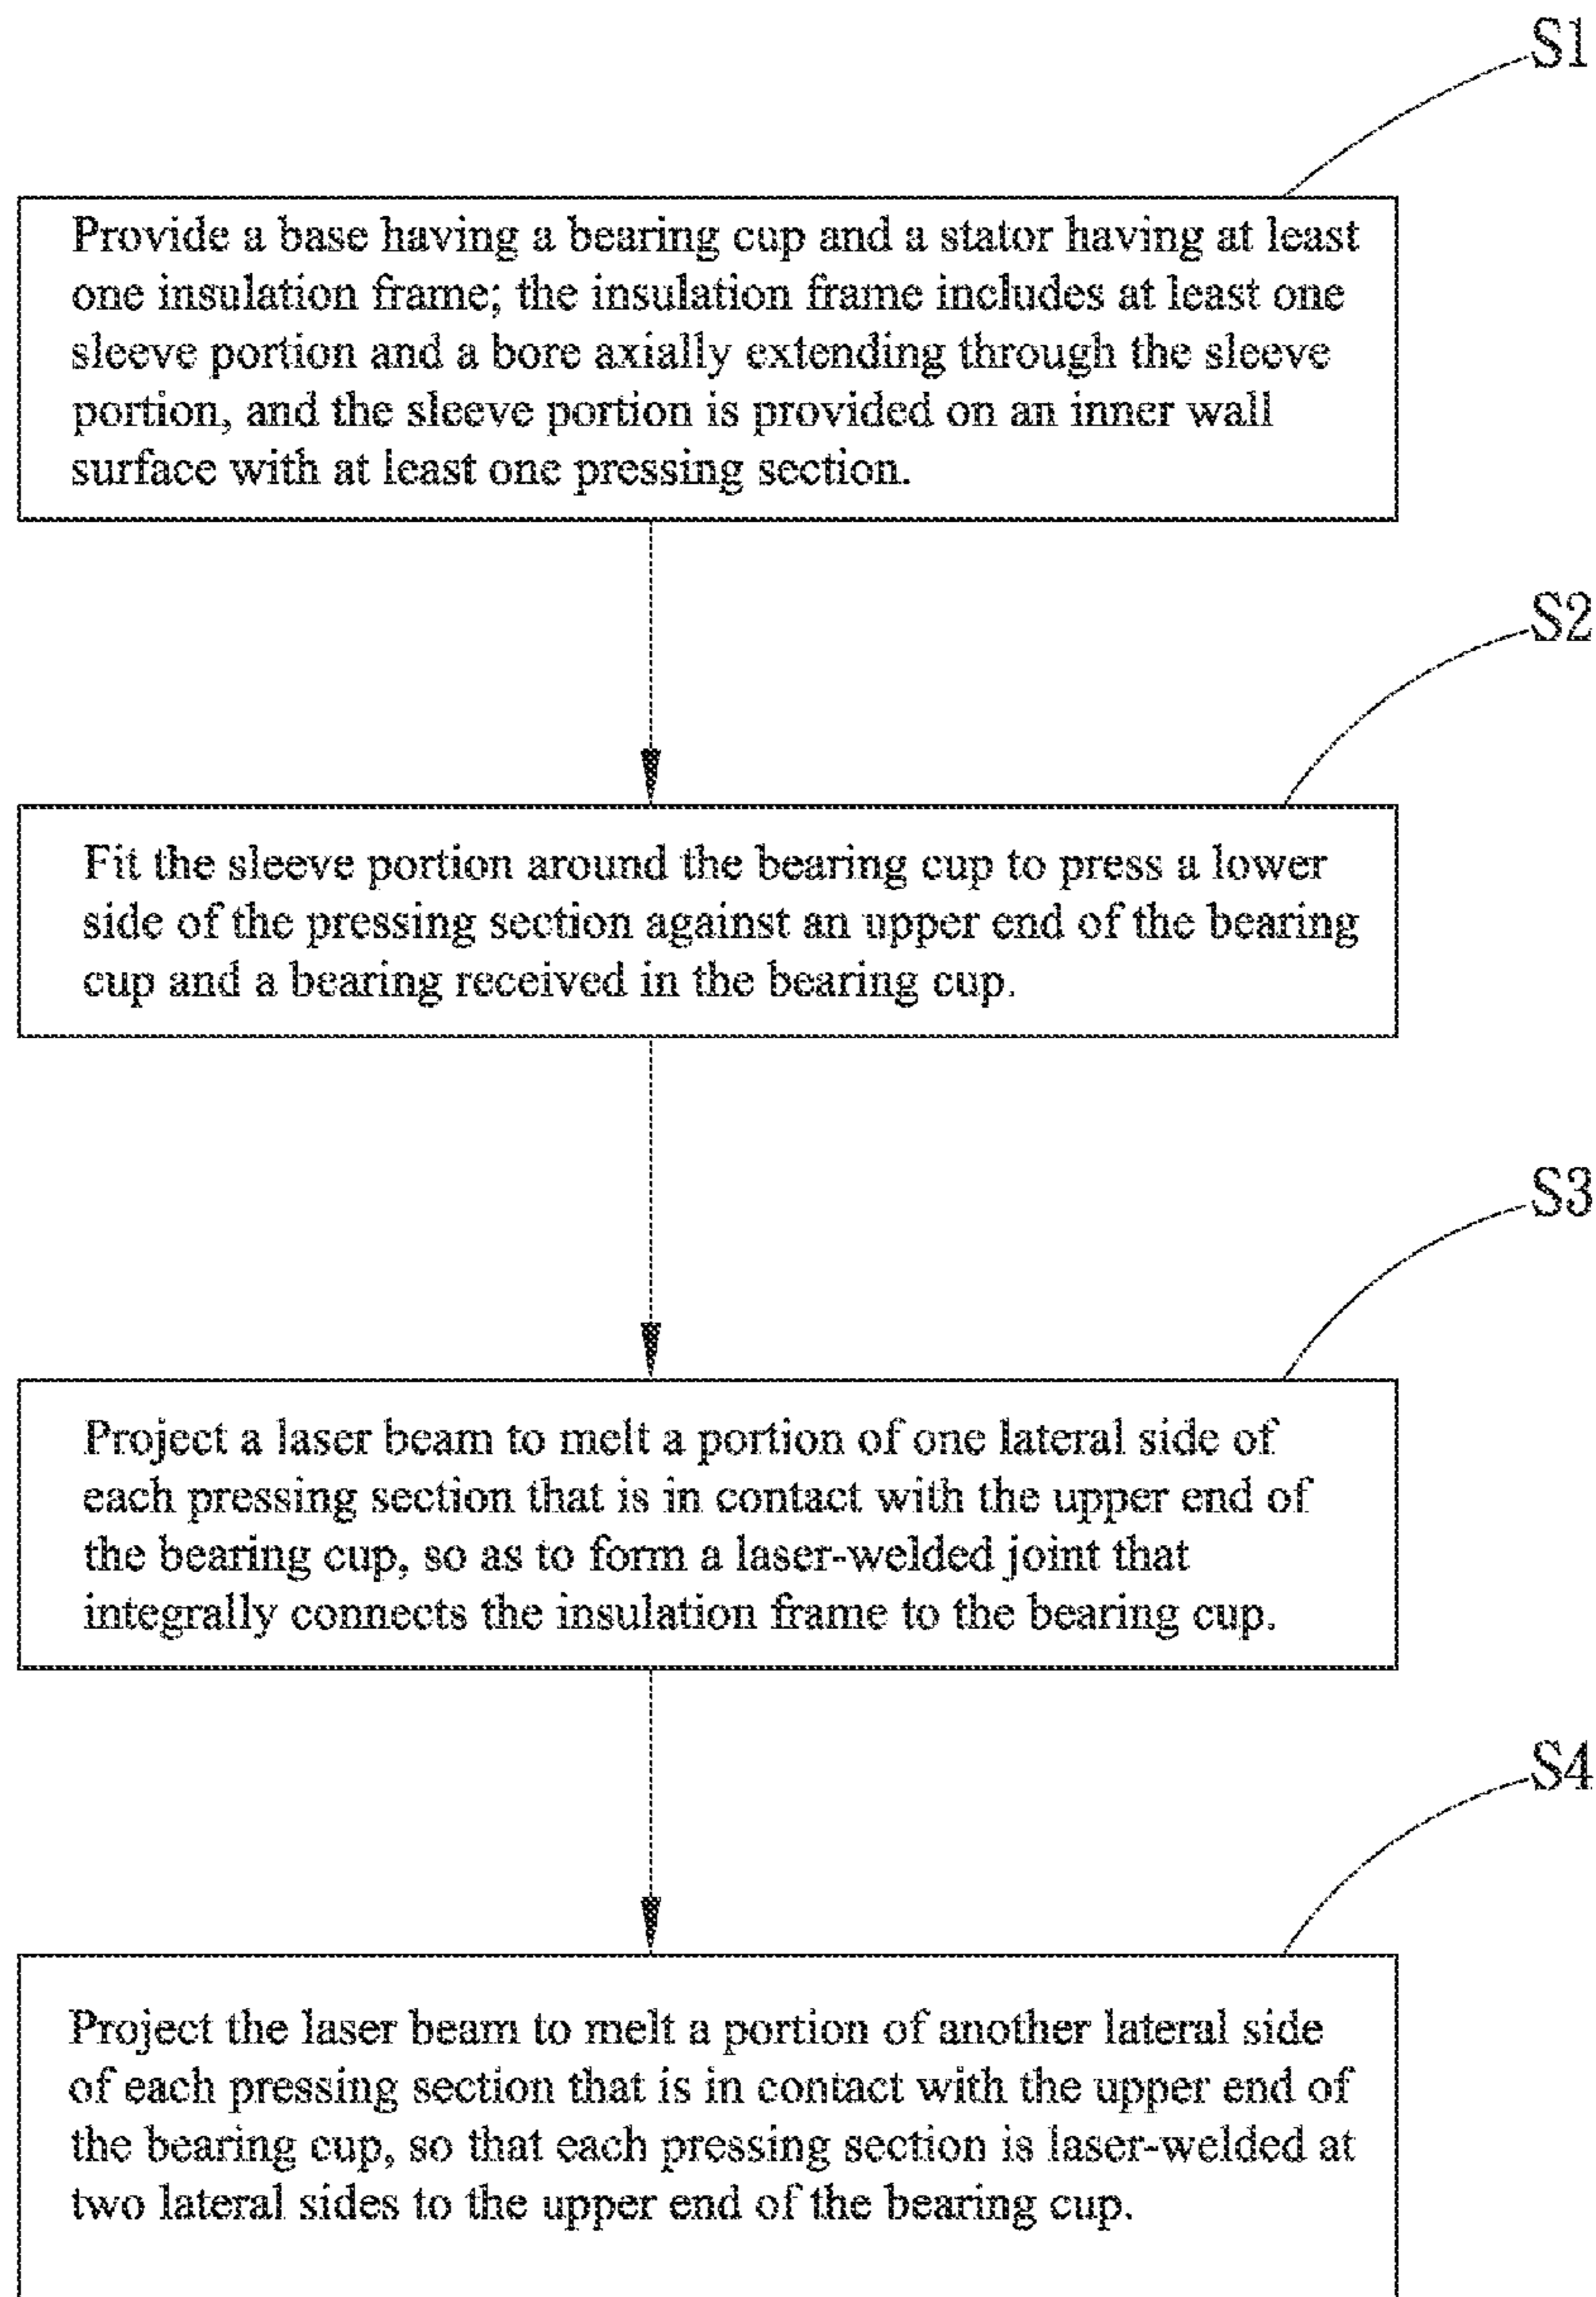 S1
Provide a base having a bearing cup and a stator having at least
one insulation frame; the insulation frame includes at least one
sleeve portion and a bore axially extending through the sleeve
portion, and the sleeve portion is provided on an inner wall
surface with at least one pressing section.
S2
Fit the sleeve portion around the bearing cup to press a lower
side of the pressing section against an upper end of the bearing
cup and a bearing received in the bearing cup.
S3
Project a laser beam to melt a portion of one lateral side of
each pressing section that is in contact with the upper end of
the bearing cup, so as to form a laser-welded joint that
integrally connects the insulation frame to the bearing cup.
S4
Project the laser beam to melt a portion of another lateral side
of each pressing section that is in contact with the upper end of
the bearing cup, so that each pressing section is laser-welded at
two lateral sides to the upper end of the bearing cup.